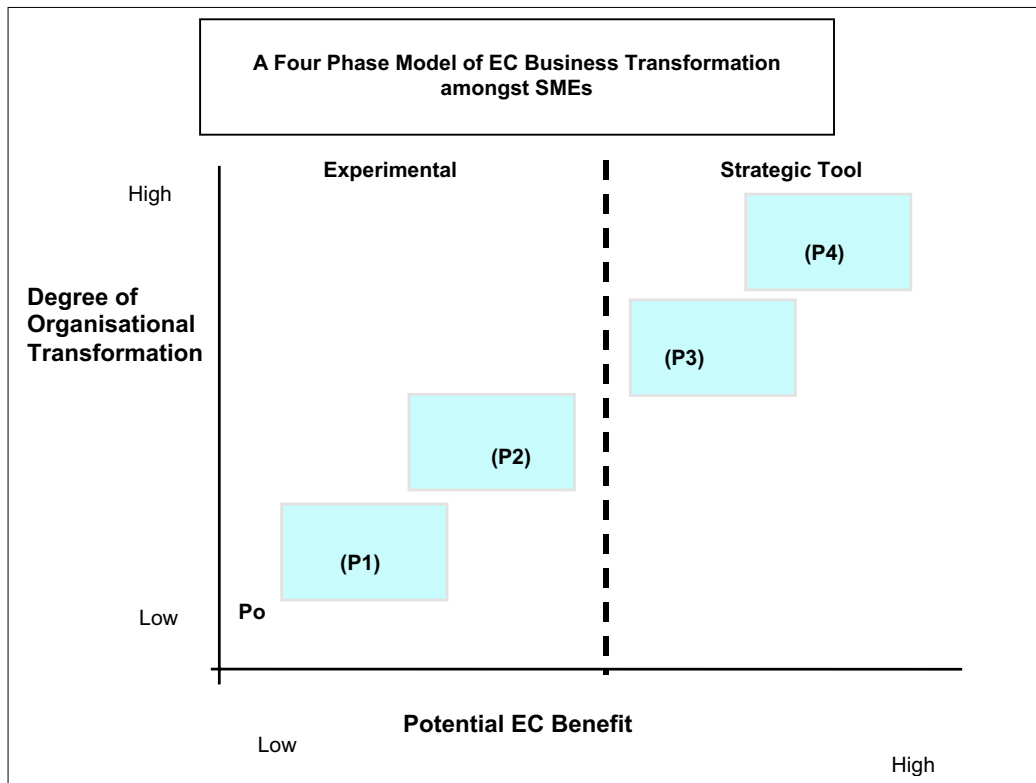 A Four Phase Model of EC Business Transformation
amongst SMEs
Experimental
Strategic Tool
High
(P4)
Degree of
Organisational
Transformation
(P3)
(P2)
(P1)
Po
Low
Potential EC Benefit
Low
High